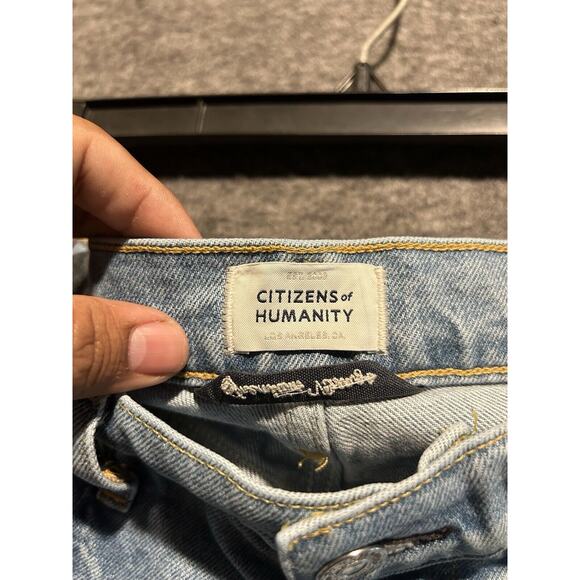 EST. 2003
CITIZENS of
HUMANITY
LOS ANGELES, CA.